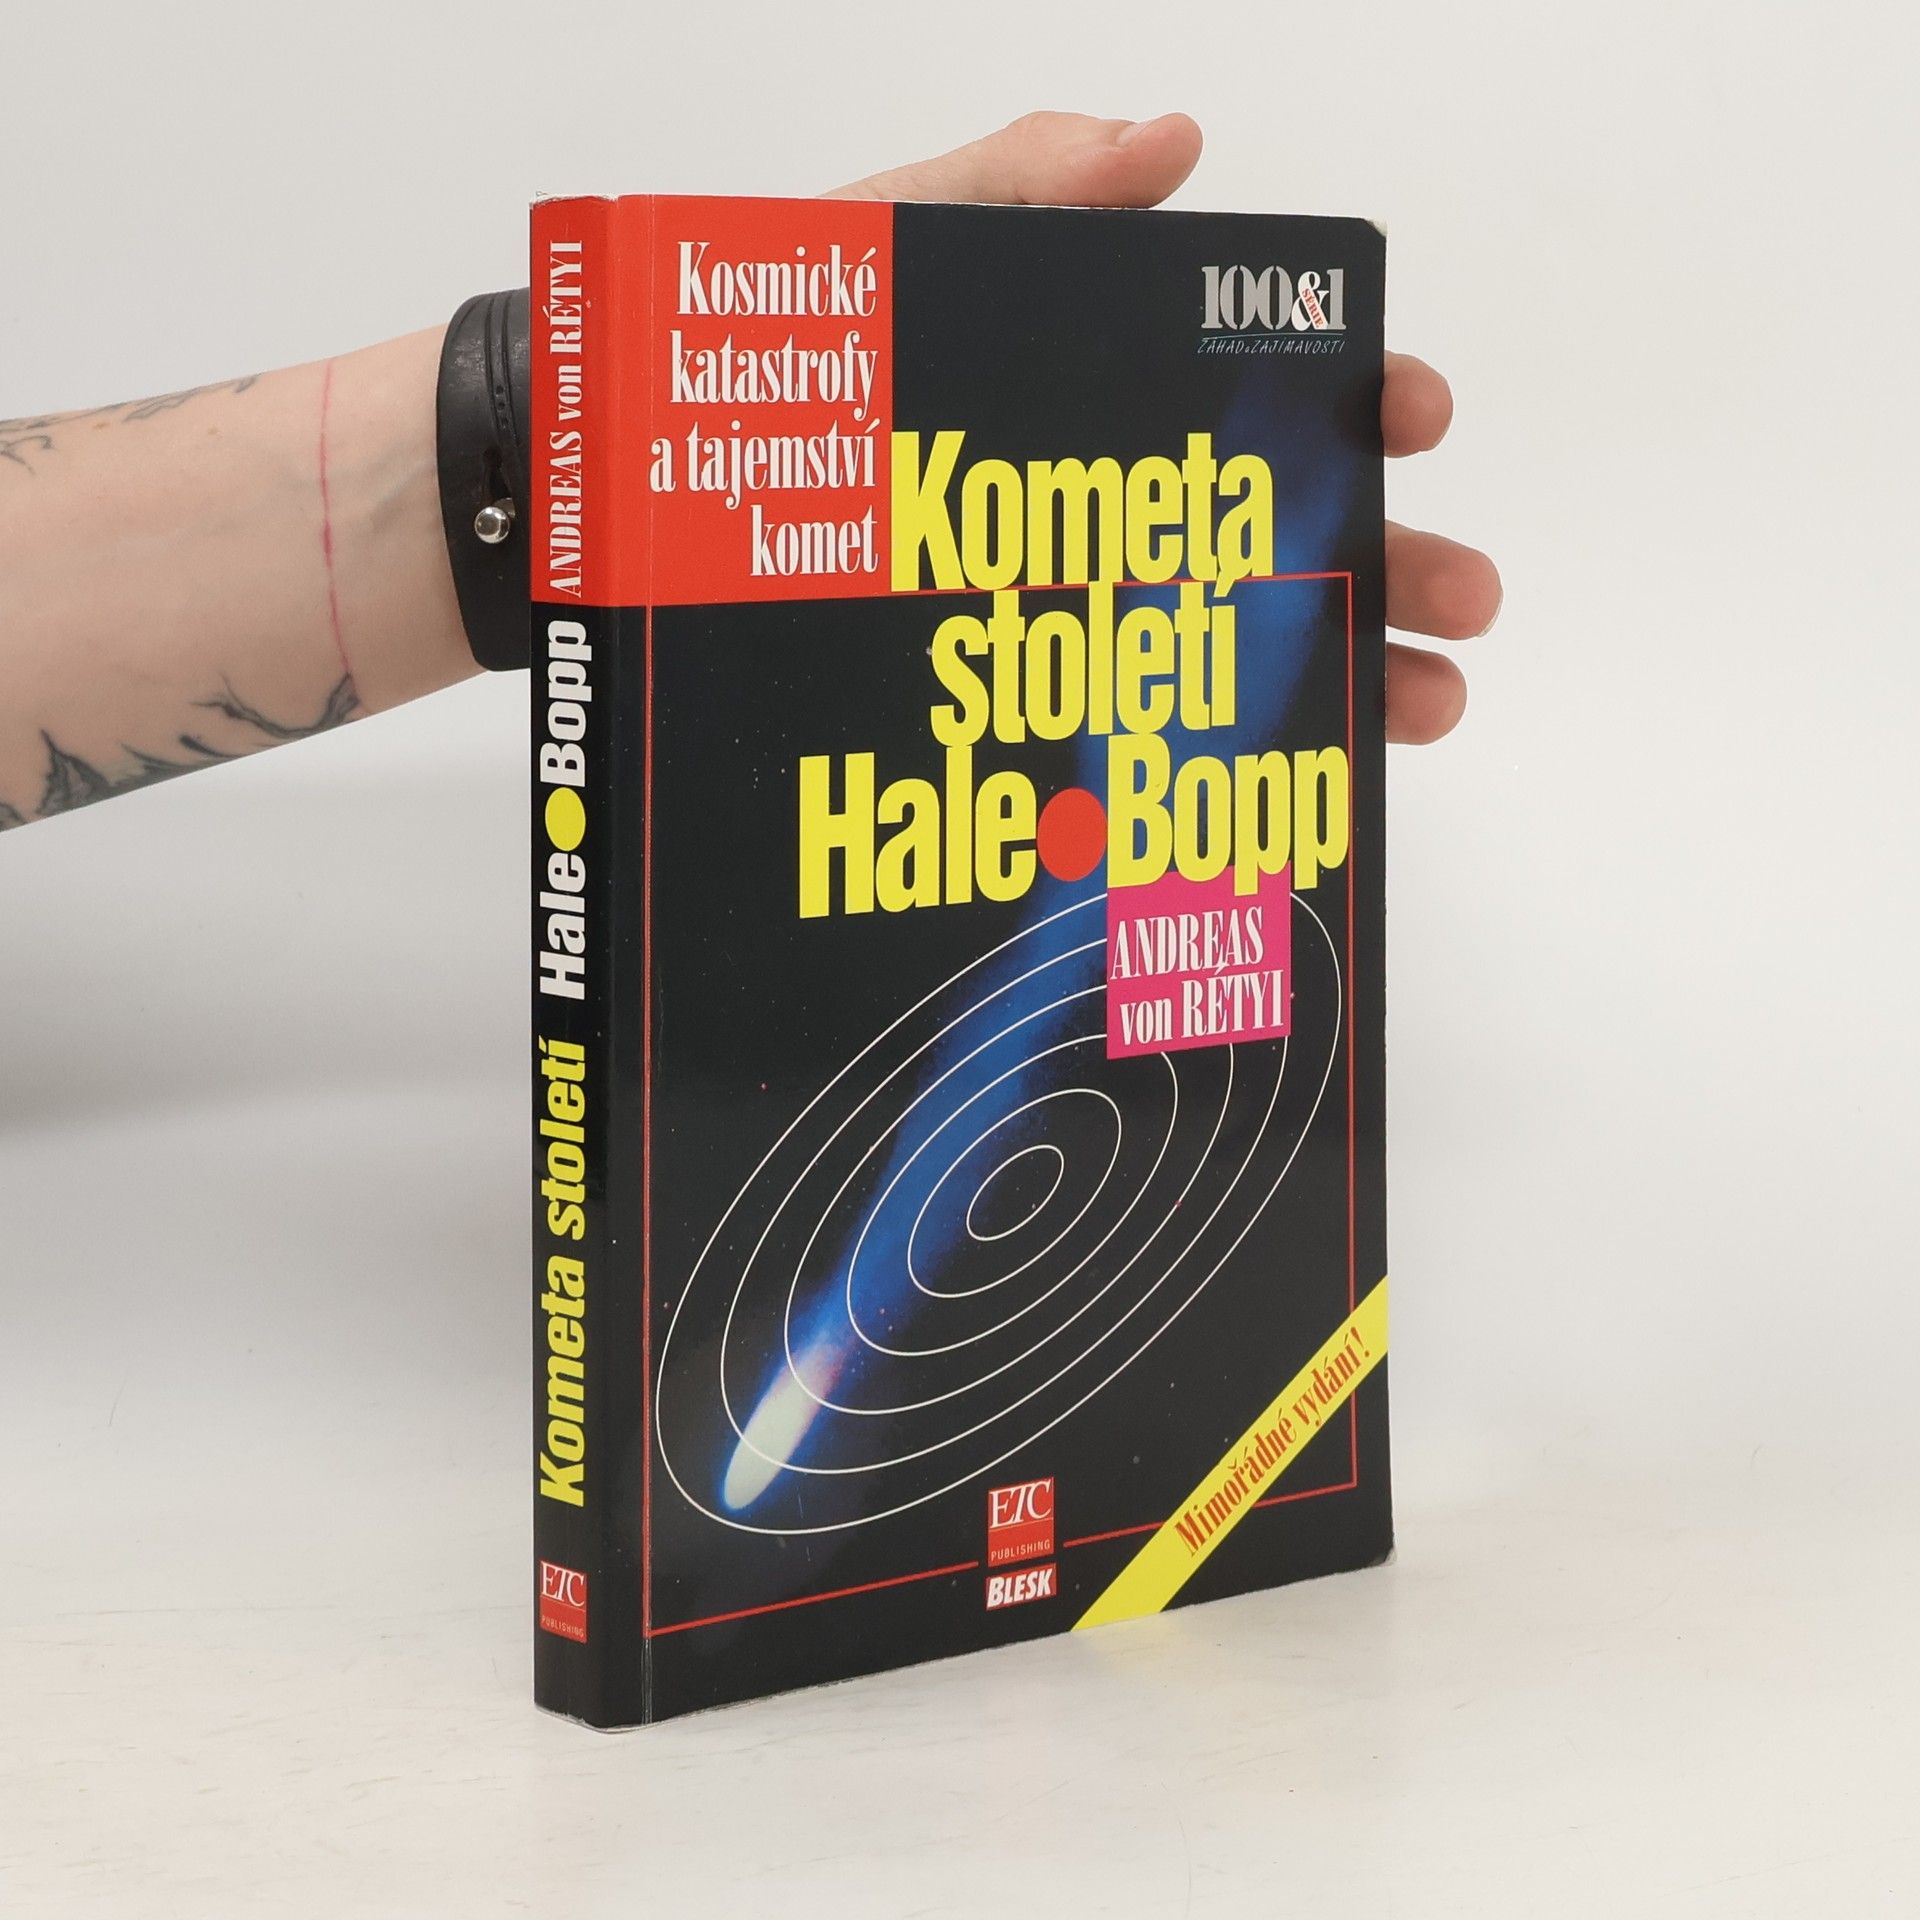 ANDREAS von RÉTYI
Kometa století Hale•Bopp
ETC
PUBLISHING
Kosmické
katastrofy
a tajemství
komet
100&1
SÉRIE
ZÁHAD a ZAJÍMAVOSTÍ
Kometa
století
Hale•Bopp
ANDREAS
von RÉTYI
Mimořádné vydání!
ETC
PUBLISHING
BLESK